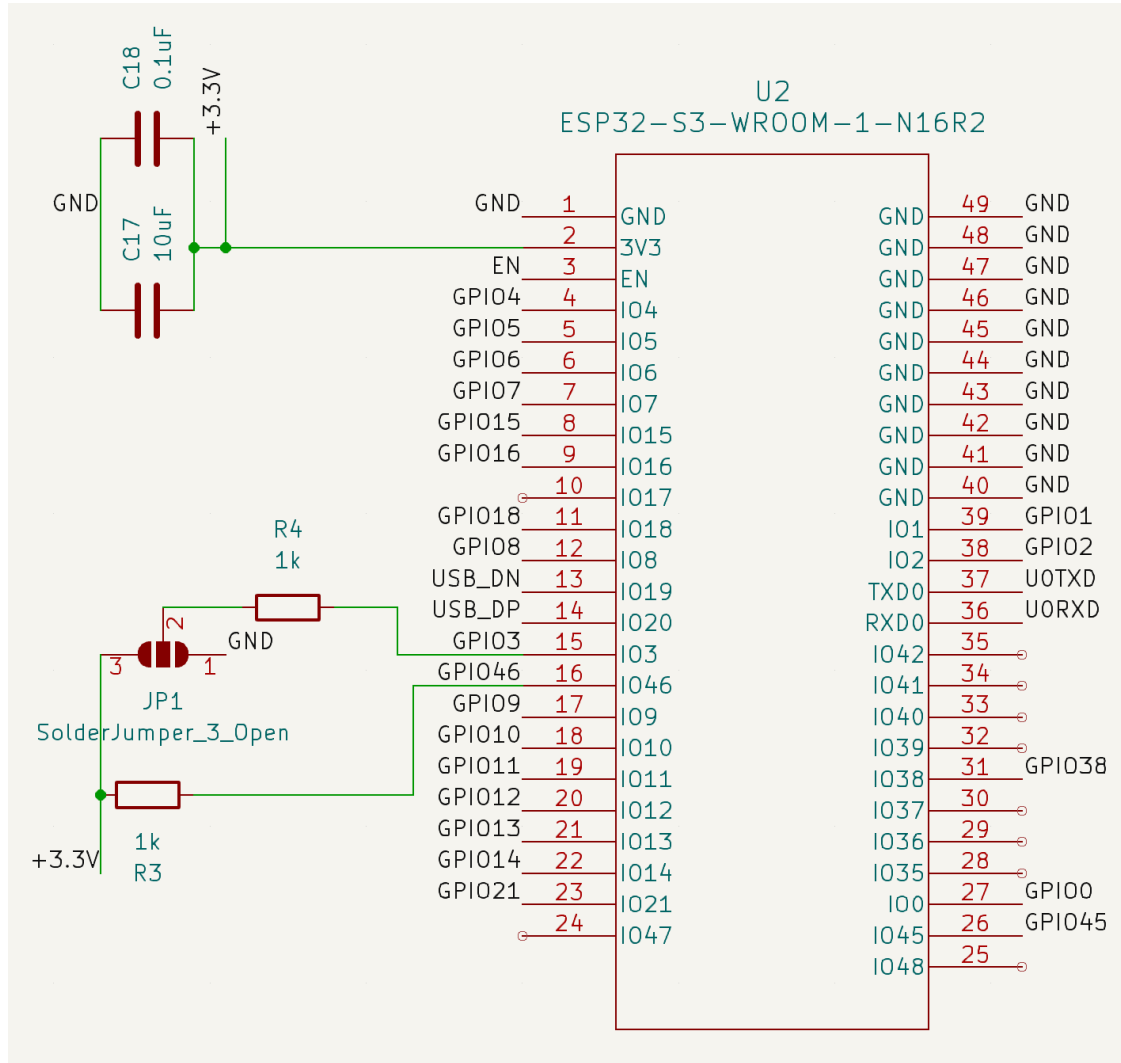 C18
0.1uF
+3.3V
GND
C17
10uF
U2
ESP32-S3-WROOM-1-N16R2
GND 1 GND
2 3V3
EN 3 EN
GPIO4 4 IO4
GPIO5 5 IO5
GPIO6 6 IO6
GPIO7 7 IO7
GPIO15 8 IO15
GPIO16 9 IO16
10 IO17
GPIO18 11 IO18
GPIO8 12 IO8
USB_DN 13 IO19
USB_DP 14 IO20
GPIO3 15 IO3
GPIO46 16 IO46
GPIO9 17 IO9
GPIO10 18 IO10
GPIO11 19 IO11
GPIO12 20 IO12
GPIO13 21 IO13
GPIO14 22 IO14
GPIO21 23 IO21
24 IO47
GND 49 GND
GND 48 GND
GND 47 GND
GND 46 GND
GND 45 GND
GND 44 GND
GND 43 GND
GND 42 GND
GND 41 GND
GND 40 GND
IO1 39 GPIO1
IO2 38 GPIO2
TXD0 37 U0TXD
RXD0 36 U0RXD
IO42 35
IO41 34
IO40 33
IO39 32
IO38 31 GPIO38
IO37 30
IO36 29
IO35 28
IO0 27 GPIO0
IO45 26 GPIO45
IO48 25
R4
1k
2
GND
3 1
JP1
SolderJumper_3_Open
1k
+3.3V
R3